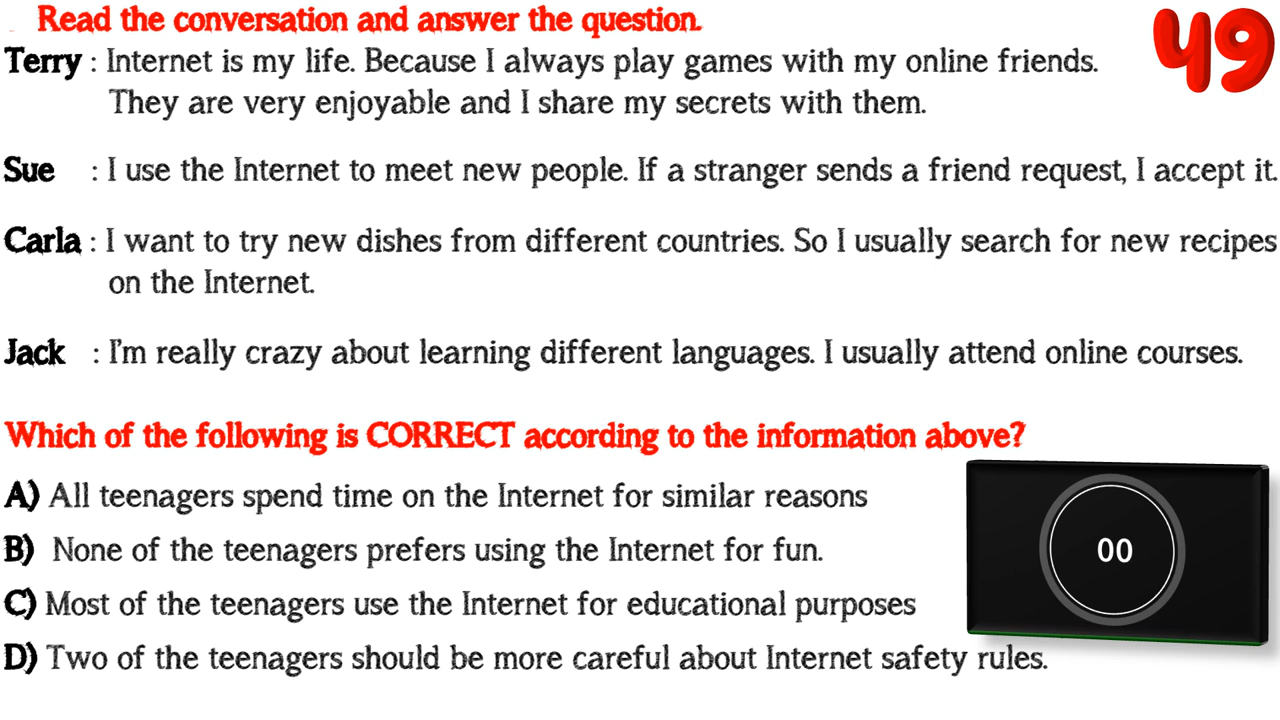 Read the conversation and answer the question.
49
Terry : Internet is my life. Because I always play games with my online friends.
They are very enjoyable and I share my secrets with them.
Sue : I use the Internet to meet new people. If a stranger sends a friend request, I accept it.
Carla : I want to try new dishes from different countries. So I usually search for new recipes
on the Internet.
Jack : I'm really crazy about learning different languages. I usually attend online courses.
Which of the following is CORRECT according to the information above?
A) All teenagers spend time on the Internet for similar reasons
B) None of the teenagers prefers using the Internet for fun.
C) Most of the teenagers use the Internet for educational purposes
D) Two of the teenagers should be more careful about Internet safety rules.
00